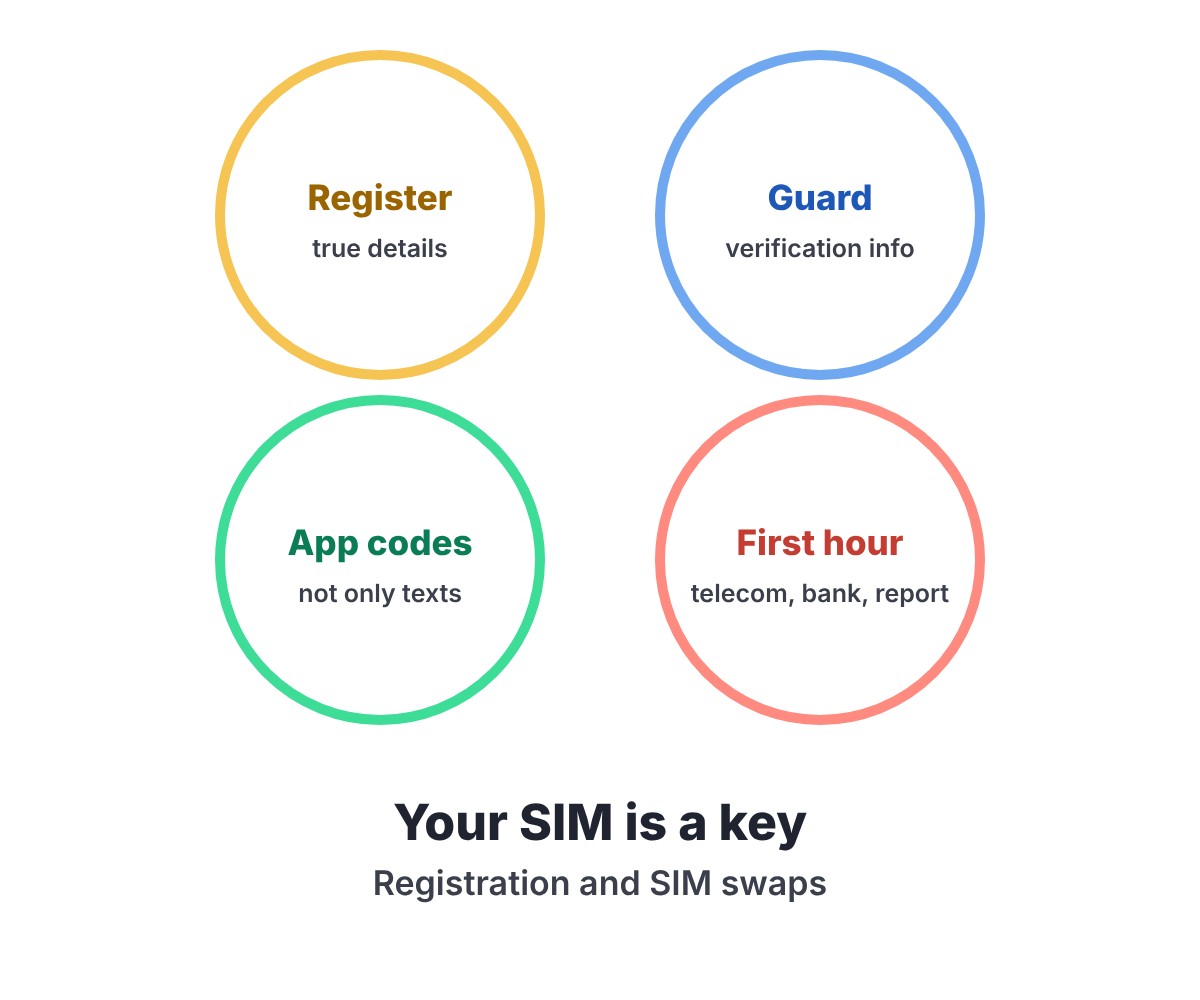 Register
true details
Guard
verification info
App codes
not only texts
First hour
telecom, bank, report
Your SIM is a key
Registration and SIM swaps